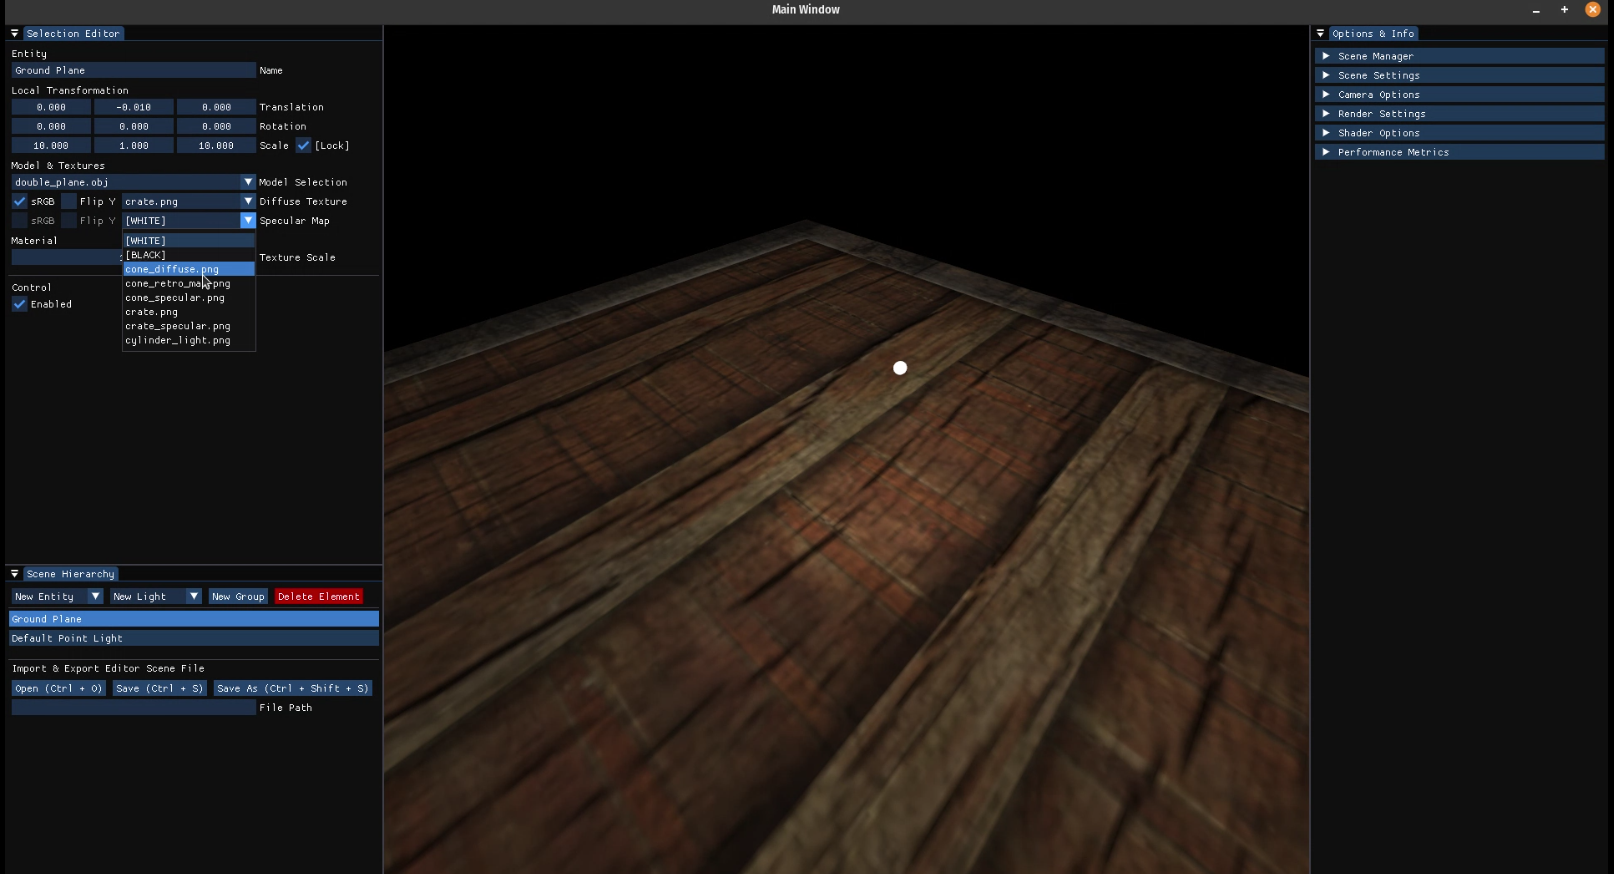 Main Window
Selection Editor
Entity
Ground Plane Name
Local Transformation
0.000 -0.010 0.000 Translation
0.000 0.000 0.000 Rotation
10.000 1.000 10.000 Scale [Lock]
Model & Textures
double_plane.obj Model Selection
sRGB Flip Y crate.png Diffuse Texture
sRGB Flip Y [WHITE] Specular Map
Material
Texture Scale
[WHITE]
[BLACK]
cone_diffuse.png
cone_specular.png
crate.png
crate_specular.png
cylinder_light.png
Control
Enabled
Scene Hierarchy
New Entity New Light New Group Delete Element
Ground Plane
Default Point Light
Import & Export Editor Scene File
Open (Ctrl + O) Save (Ctrl + S) Save As (Ctrl + Shift + S)
File Path
Options & Info
Scene Manager
Scene Settings
Camera Options
Render Settings
Shader Options
Performance Metrics